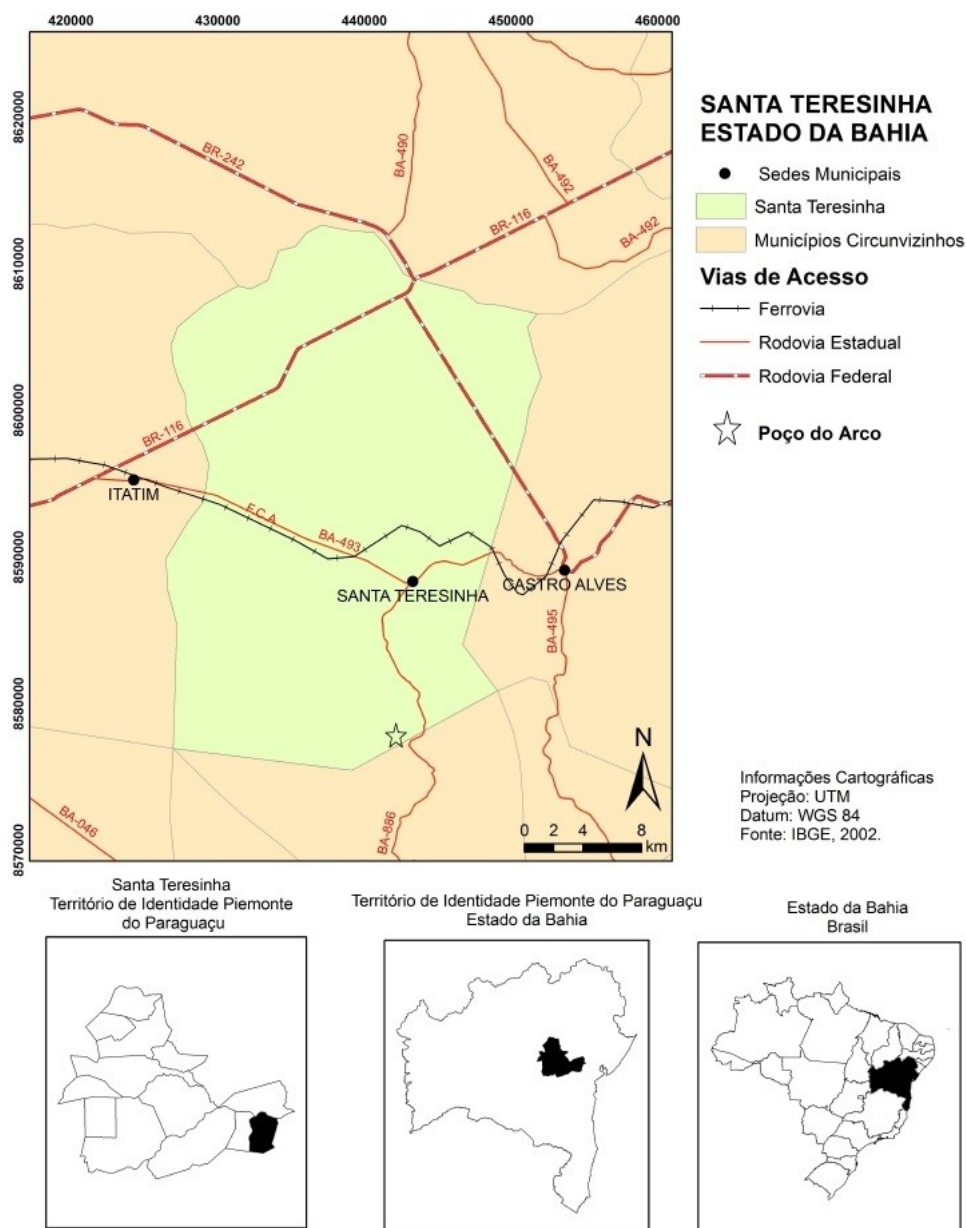 420000 430000 440000 450000 460000
8620000
8610000
8600000
8590000
8580000
8570000
BR-242
BA-490
BA-492
BR-116
BA-492
BR-116
ITATIM
F.C.A
BA-493
SANTA TERESINHA
CASTRO ALVES
BA-495
BA-046
BA-886
N
0 2 4 8
km
SANTA TERESINHA
ESTADO DA BAHIA
Sedes Municipais
Santa Teresinha
Municípios Circunvizinhos
Vias de Acesso
Ferrovia
Rodovia Estadual
Rodovia Federal
Poço do Arco
Informações Cartográficas
Projeção: UTM
Datum: WGS 84
Fonte: IBGE, 2002.
Santa Teresinha
Território de Identidade Piemonte
do Paraguaçu
Território de Identidade Piemonte do Paraguaçu
Estado da Bahia
Estado da Bahia
Brasil